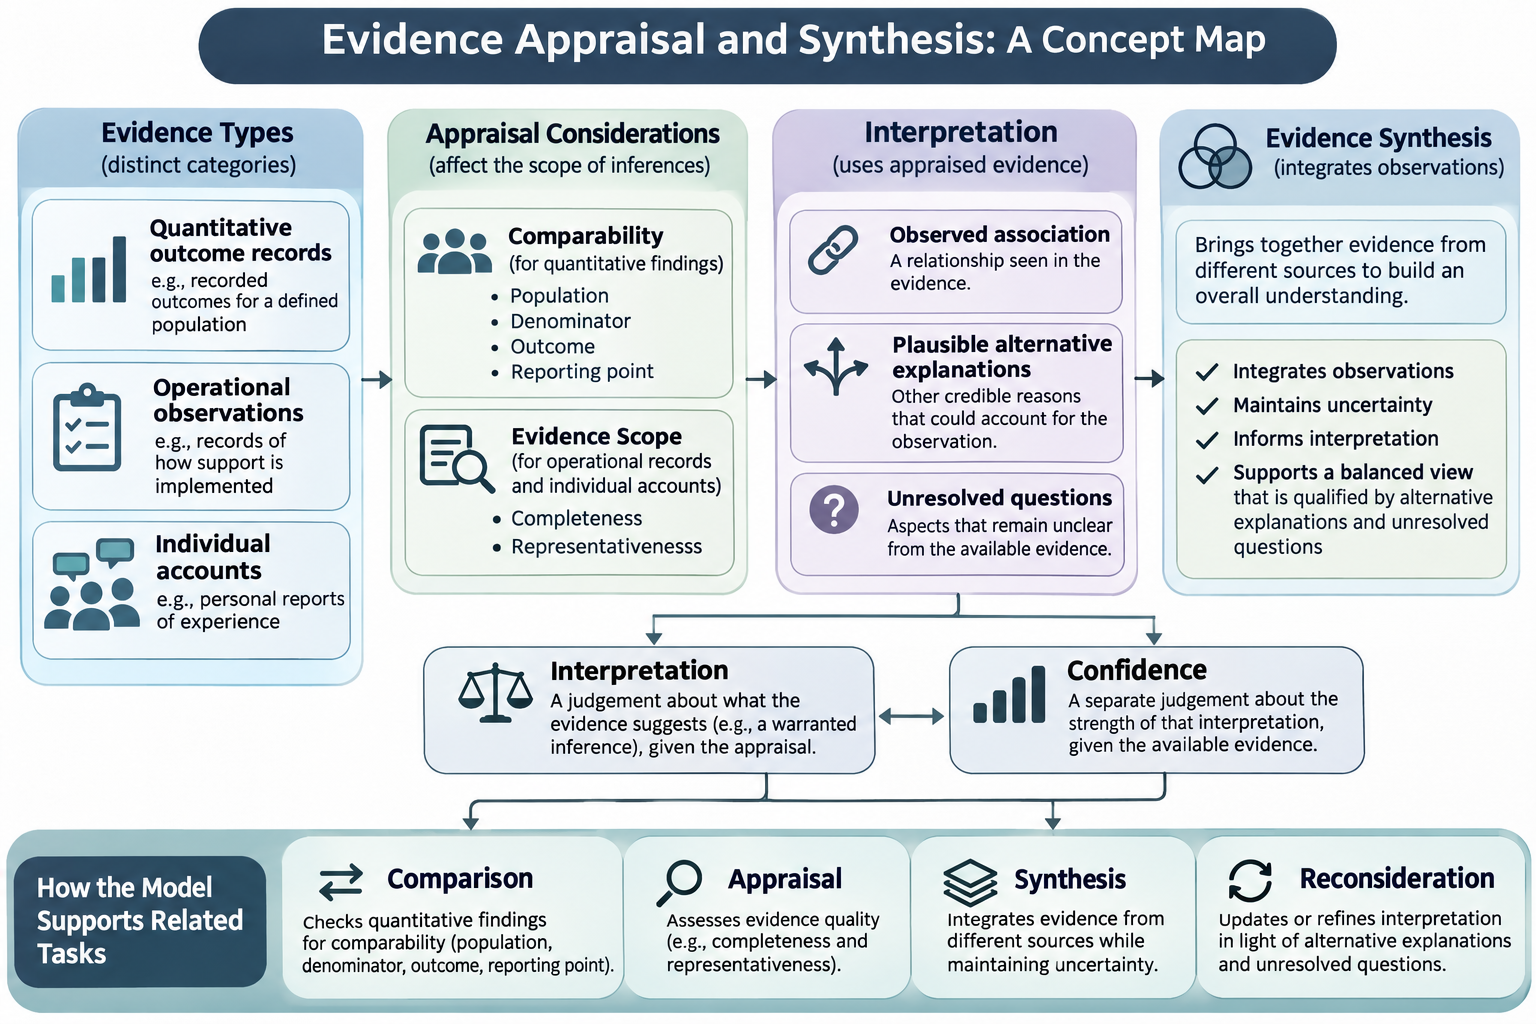 Evidence Appraisal and Synthesis: A Concept Map
Evidence Types
(distinct categories)
Quantitative
outcome records
e.g., recorded
outcomes for a defined
population
Operational
observations
e.g., records of
how support is
implemented
Individual
accounts
e.g., personal reports
of experience
Appraisal Considerations
(affect the scope of inferences)
Comparability
(for quantitative findings)
• Population
• Denominator
• Outcome
• Reporting point
Evidence Scope
(for operational records
and individual accounts)
• Completeness
• Representativenesss
Interpretation
(uses appraised evidence)
Observed association
A relationship seen in the
evidence.
Plausible alternative
explanations
Other credible reasons
that could account for the
observation.
?
Unresolved questions
Aspects that remain unclear
from the available evidence.
Evidence Synthesis
(integrates observations)
Brings together evidence from
different sources to build an
overall understanding.
Integrates observations
Maintains uncertainty
Informs interpretation
Supports a balanced view
that is qualified by alternative
explanations and unresolved
questions
Interpretation
A judgement about what the
evidence suggests (e.g., a warranted
inference), given the appraisal.
Confidence
A separate judgement about the
strength of that interpretation,
given the available evidence.
How the Model
Supports Related
Tasks
Comparison
Checks quantitative findings
for comparability (population,
denominator, outcome, reporting point).
Appraisal
Assesses evidence quality
(e.g., completeness and
representativeness).
Synthesis
Integrates evidence from
different sources while
maintaining uncertainty.
Reconsideration
Updates or refines interpretation
in light of alternative explanations
and unresolved questions.